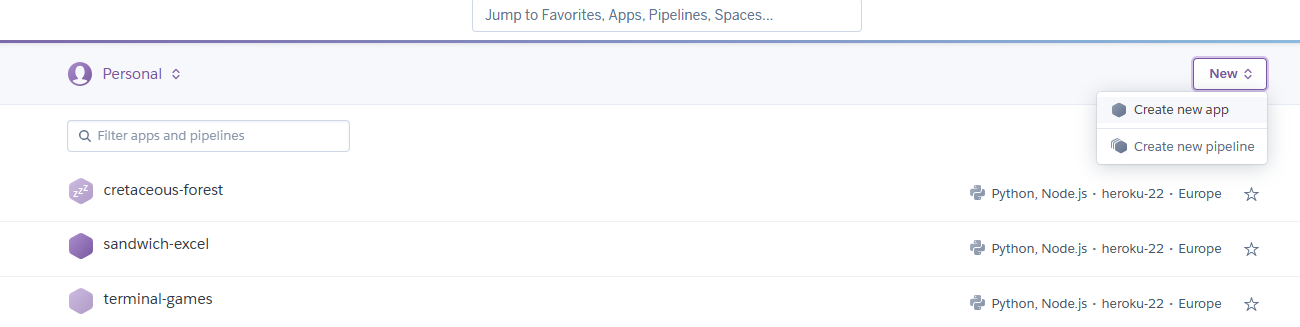 Jump to Favorites, Apps, Pipelines, Spaces...
Personal
New
Create new app
Filter apps and pipelines
Create new pipeline
zzz
cretaceous-forest
Python, Node.js · heroku-22 · Europe
sandwich-excel
Python, Node.js · heroku-22 · Europe
terminal-games
Python, Node.js · heroku-22 · Europe